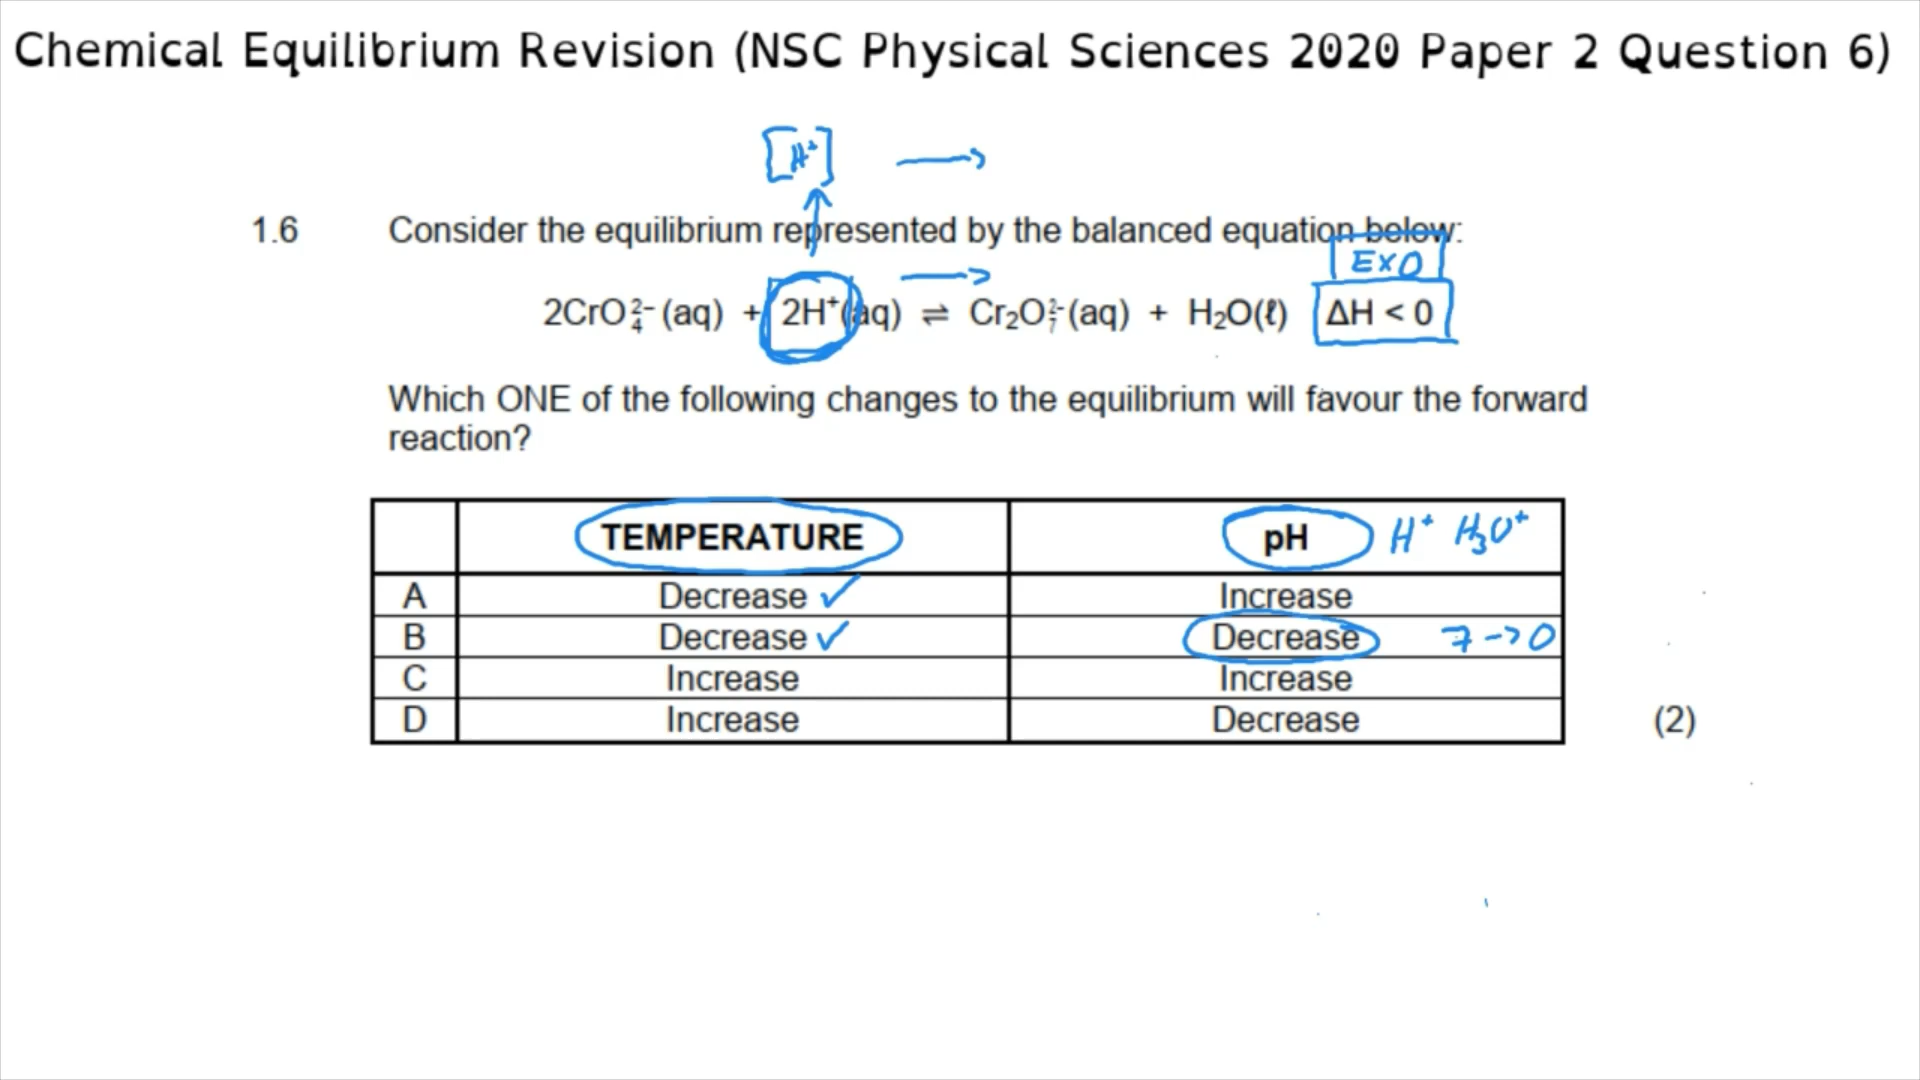 Chemical Equilibrium Revision (NSC Physical Sciences 2020 Paper 2 Question 6)
[H⁺] →
1.6 Consider the equilibrium represented by the balanced equation below:
EXO
2CrO₄²⁻(aq) + 2H⁺(aq) ⇌ Cr₂O₇²⁻(aq) + H₂O(ℓ) ΔH < 0
Which ONE of the following changes to the equilibrium will favour the forward
reaction?
TEMPERATURE pH H⁺ H₃O⁺
A Decrease ✓ Increase
B Decrease ✓ Decrease 7 → 0
C Increase Increase
D Increase Decrease (2)